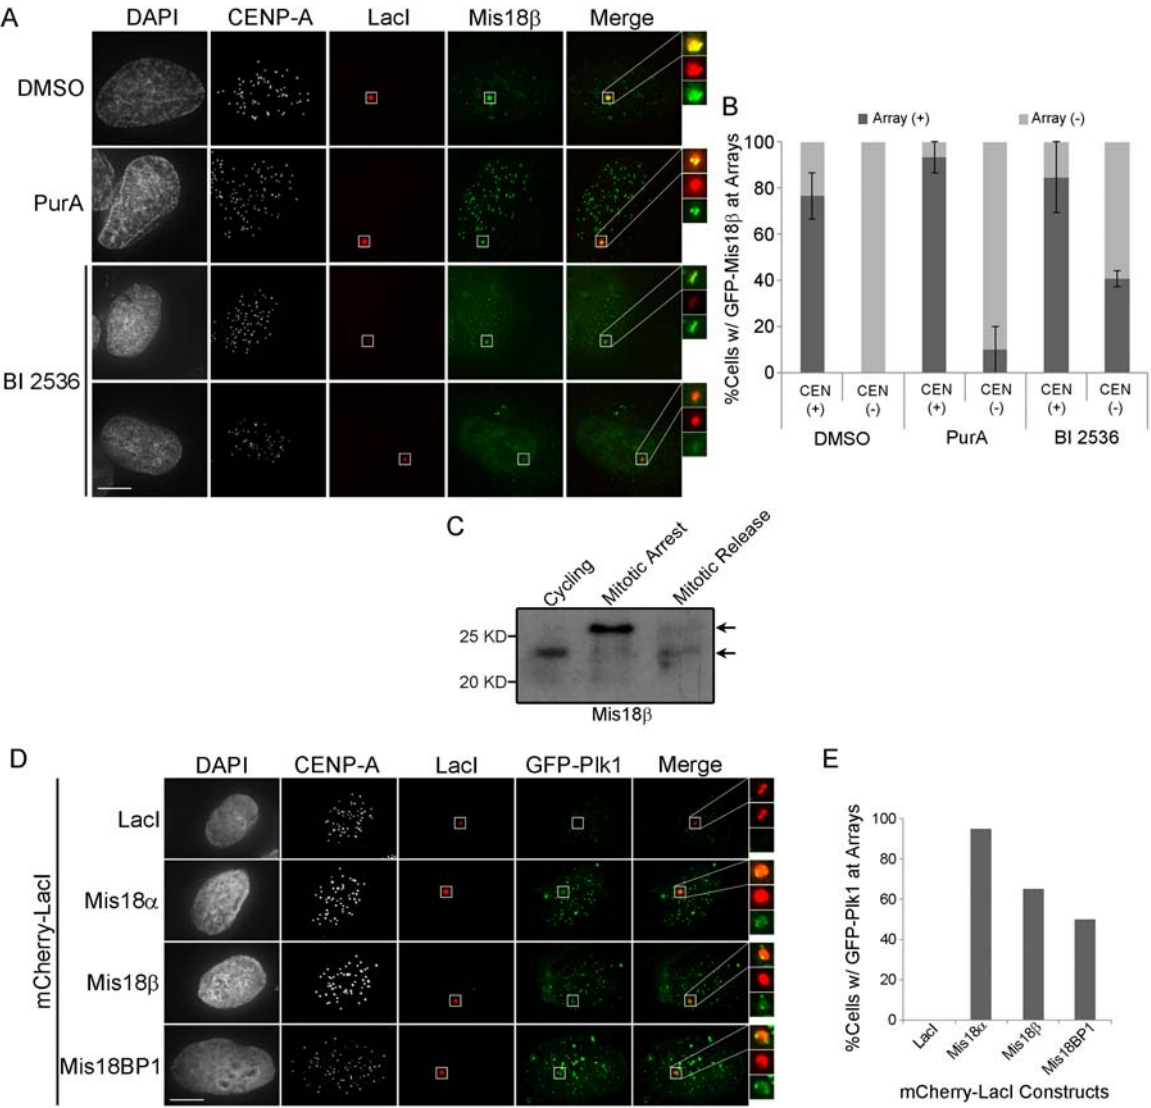 A
DAPI CENP-A LacI Mis18β Merge
DMSO
PurA
BI 2536
B
Array (+) Array (-)
%Cells w/ GFP-Mis18β at Arrays
100
80
60
40
20
0
CEN (+) CEN (-) CEN (+) CEN (-) CEN (+) CEN (-)
DMSO PurA BI 2536
C
Cycling Mitotic Arrest Mitotic Release
25 KD
20 KD
Mis18β
D
DAPI CENP-A LacI GFP-Plk1 Merge
mCherry-LacI
LacI
Mis18α
Mis18β
Mis18BP1
E
%Cells w/ GFP-Plk1 at Arrays
100
80
60
40
20
0
LacI Mis18α Mis18β Mis18BP1
mCherry-LacI Constructs